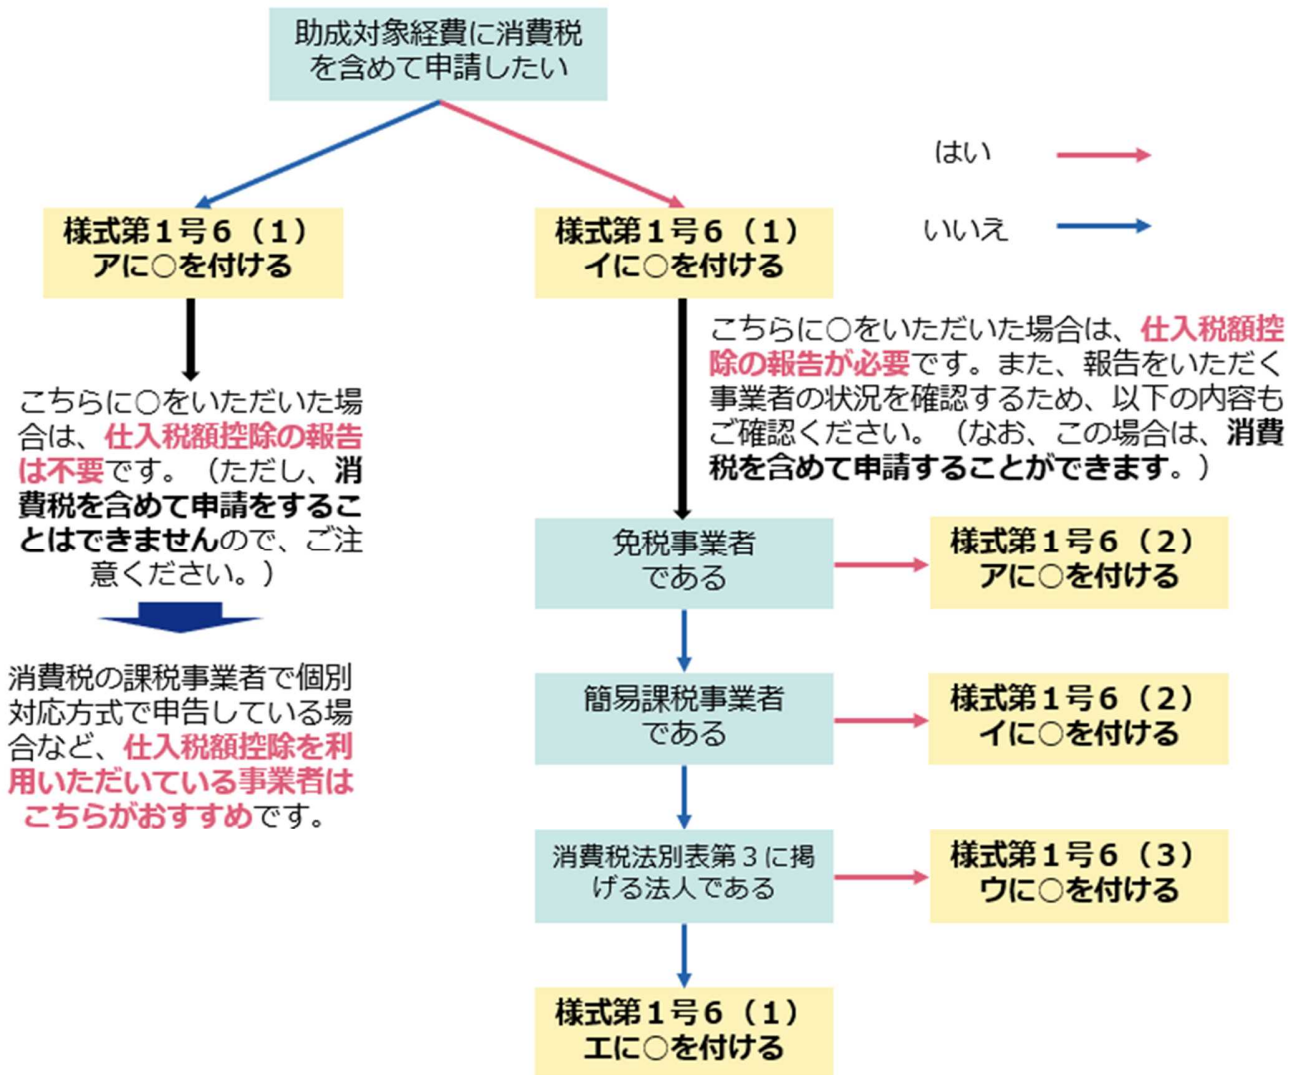 助成対象経費に消費税
を含めて申請したい
はい
いいえ
様式第１号６（１）
アに○を付ける
様式第１号６（１）
イに○を付ける
こちらに○をいただいた場
合は、仕入税額控除の報告
は不要です。（ただし、消
費税を含めて申請をするこ
とはできませんので、ご注
意ください。）
消費税の課税事業者で個別
対応方式で申告している場
合など、仕入税額控除を利
用いただいている事業者は
こちらがおすすめです。
こちらに○をいただいた場合は、仕入税額控
除の報告が必要です。また、報告をいただく
事業者の状況を確認するため、以下の内容も
ご確認ください。（なお、この場合は、消費
税を含めて申請することができます。）
免税事業者
である
様式第１号６（２）
アに○を付ける
簡易課税事業者
である
様式第１号６（２）
イに○を付ける
消費税法別表第３に掲
げる法人である
様式第１号６（３）
ウに○を付ける
様式第１号６（１）
エに○を付ける